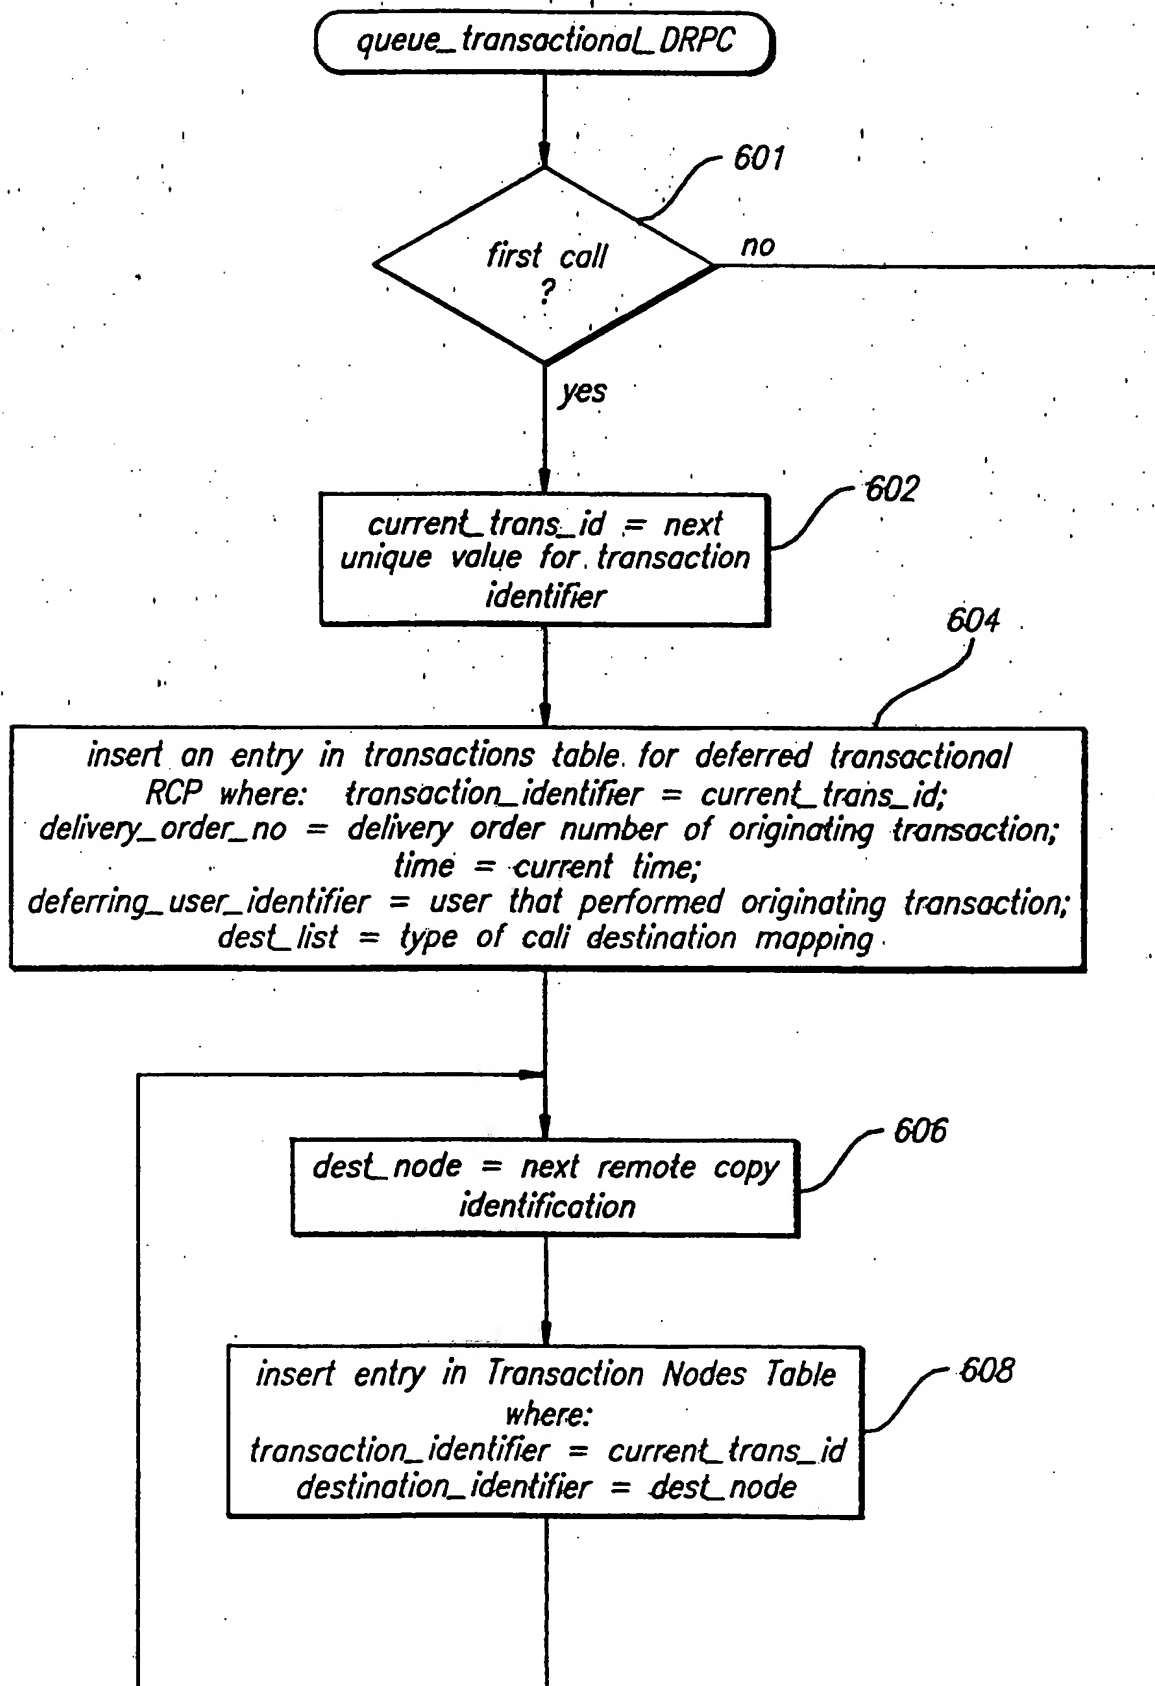 queue_transactional_DRPC
601
first call
?
no
yes
602
current_trans_id = next
unique value for transaction
identifier
604
insert an entry in transactions table for deferred transactional
RCP where: transaction_identifier = current_trans_id;
delivery_order_no = delivery order number of originating transaction;
time = current time;
deferring_user_identifier = user that performed originating transaction;
dest_list = type of cali destination mapping
606
dest_node = next remote copy
identification
608
insert entry in Transaction Nodes Table
where:
transaction_identifier = current_trans_id
destination_identifier = dest_node